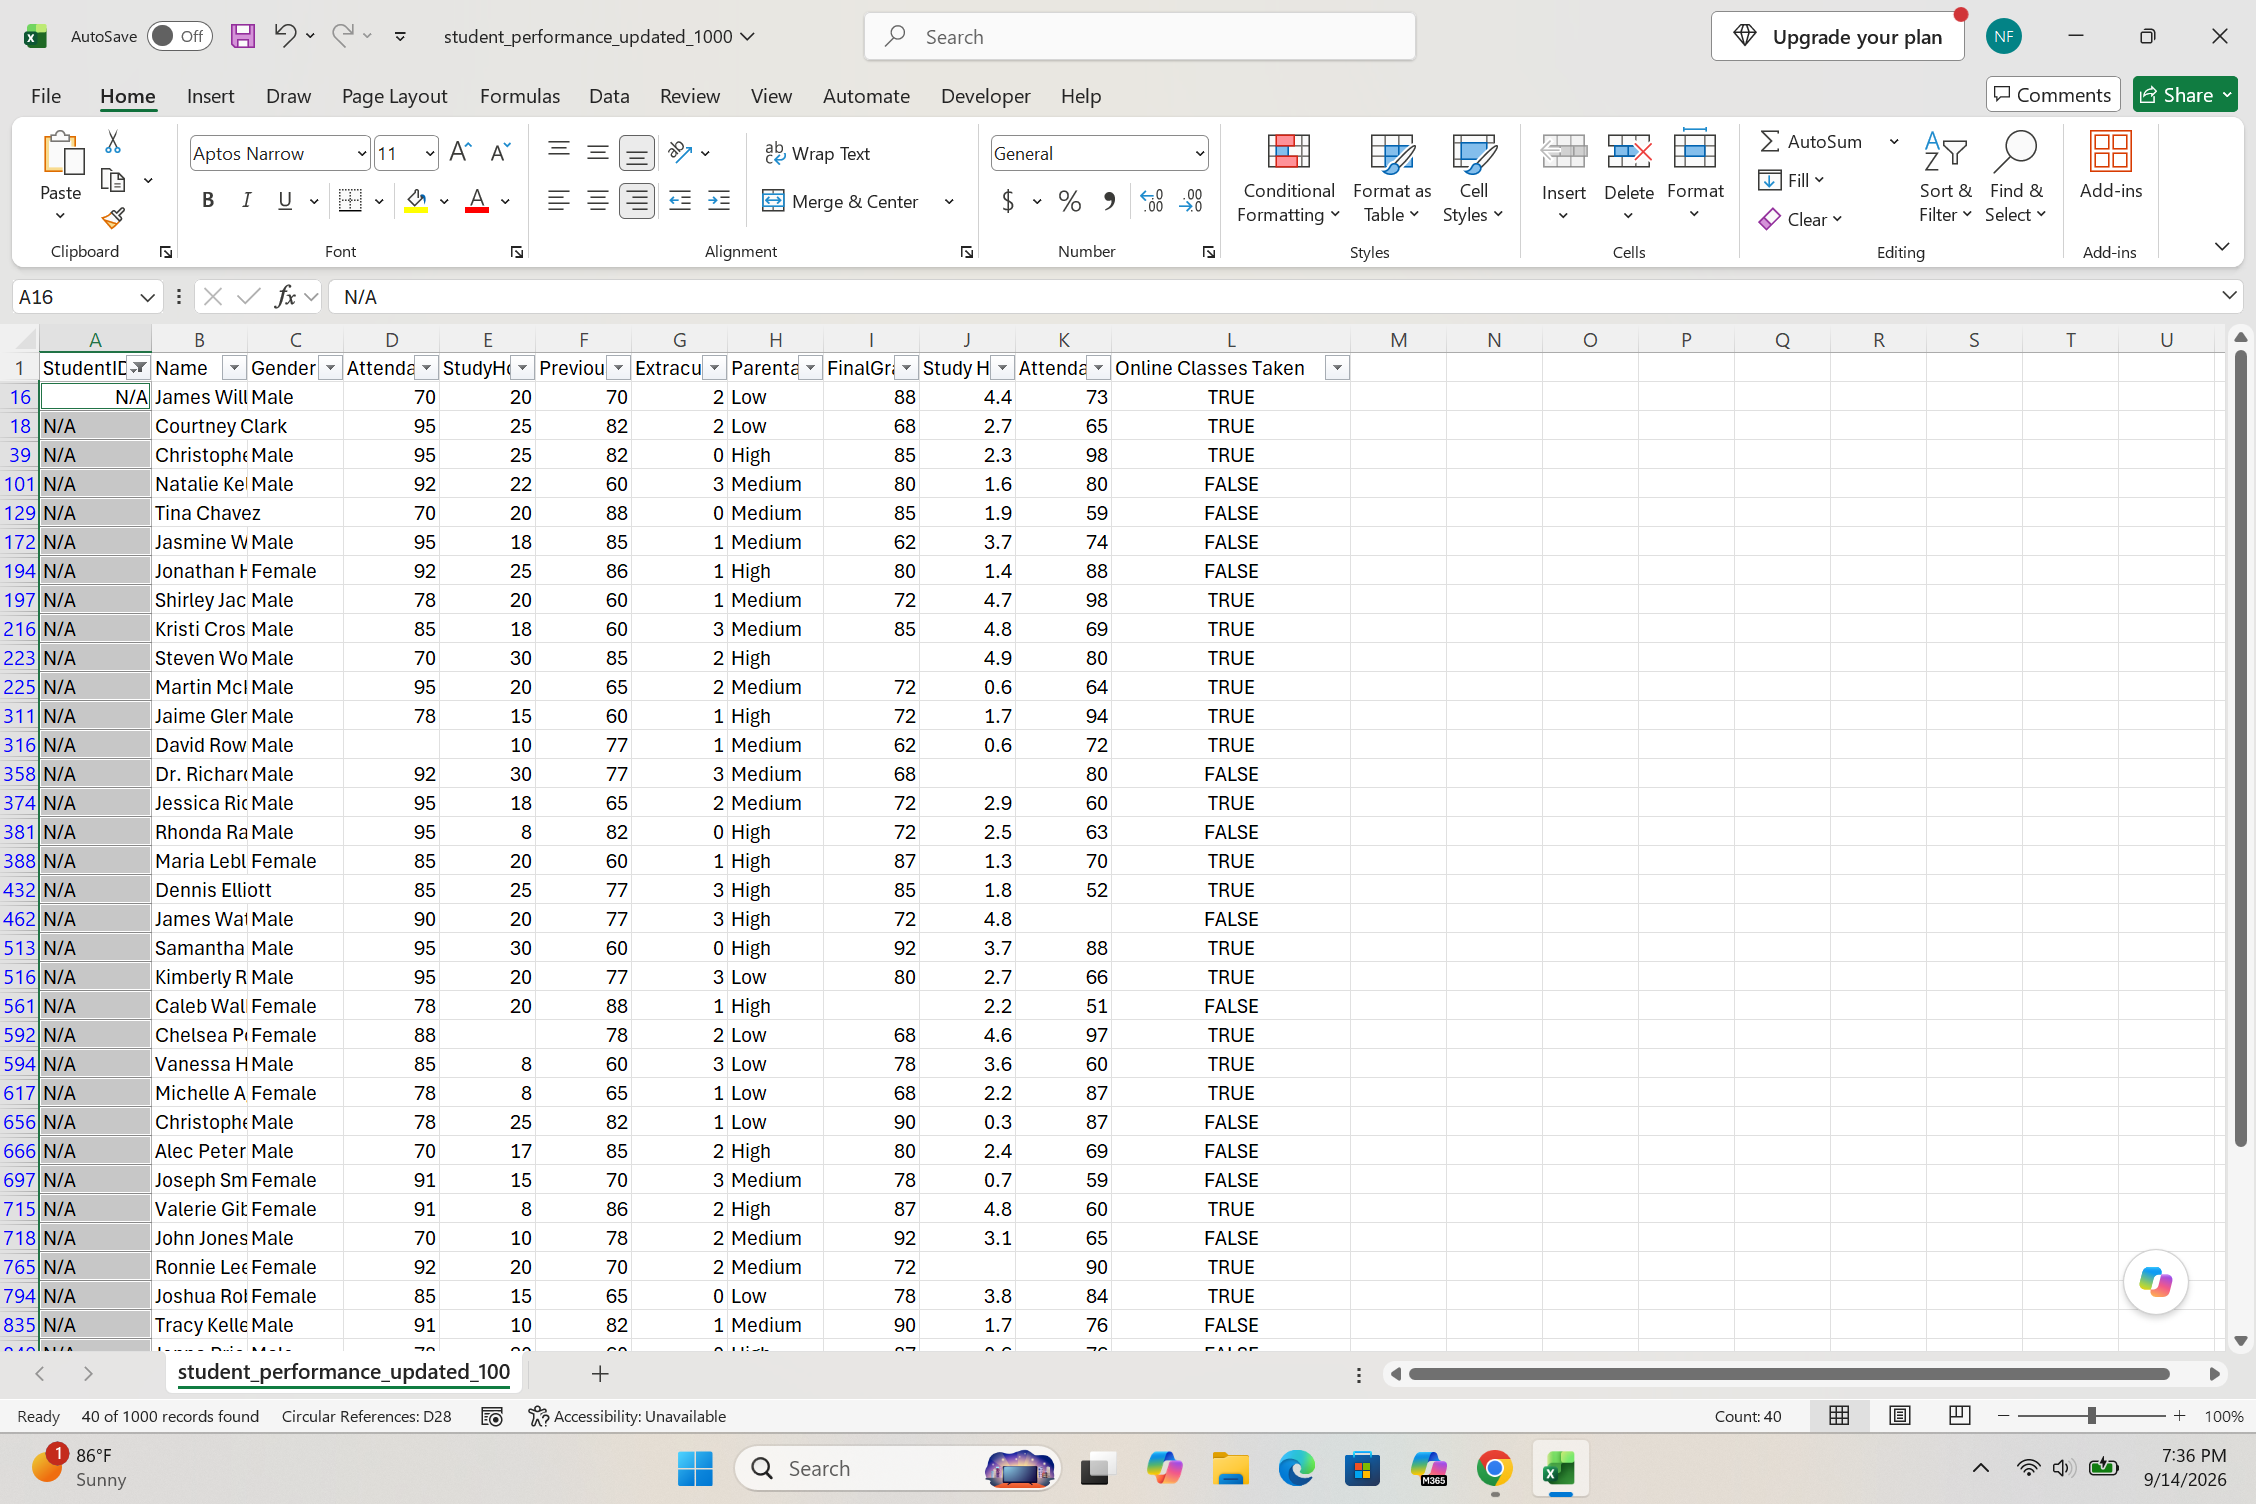 AutoSave Off student_performance_updated_1000 Search Upgrade your plan NF
File Home Insert Draw Page Layout Formulas Data Review View Automate Developer Help Comments Share
Paste Aptos Narrow 11 Wrap Text General Conditional Formatting Format as Table Cell Styles Insert Delete Format AutoSum Sort & Filter Find & Select Add-ins
B I U Merge & Center $ % Fill
Clear
Clipboard Font Alignment Number Styles Cells Editing Add-ins
A16 fx N/A
A B C D E F G H I J K L M N O P Q R S T U
1 StudentID Name Gender Attenda StudyHo Previou Extracu Parenta FinalGra Study H Attenda Online Classes Taken
16 N/A James Will Male 70 20 70 2 Low 88 4.4 73 TRUE
18 N/A Courtney Clark 95 25 82 2 Low 68 2.7 65 TRUE
39 N/A Christophe Male 95 25 82 0 High 85 2.3 98 TRUE
101 N/A Natalie Kel Male 92 22 60 3 Medium 80 1.6 80 FALSE
129 N/A Tina Chavez 70 20 88 0 Medium 85 1.9 59 FALSE
172 N/A Jasmine W Male 95 18 85 1 Medium 62 3.7 74 FALSE
194 N/A Jonathan H Female 92 25 86 1 High 80 1.4 88 FALSE
197 N/A Shirley Jac Male 78 20 60 1 Medium 72 4.7 98 TRUE
216 N/A Kristi Cros Male 85 18 60 3 Medium 85 4.8 69 TRUE
223 N/A Steven Wo Male 70 30 85 2 High 4.9 80 TRUE
225 N/A Martin McI Male 95 20 65 2 Medium 72 0.6 64 TRUE
311 N/A Jaime Gler Male 78 15 60 1 High 72 1.7 94 TRUE
316 N/A David Row Male 10 77 1 Medium 62 0.6 72 TRUE
358 N/A Dr. Richar Male 92 30 77 3 Medium 68 80 FALSE
374 N/A Jessica Ric Male 95 18 65 2 Medium 72 2.9 60 TRUE
381 N/A Rhonda Ra Male 95 8 82 0 High 72 2.5 63 FALSE
388 N/A Maria Lebl Female 85 20 60 1 High 87 1.3 70 TRUE
432 N/A Dennis Elliott 85 25 77 3 High 85 1.8 52 TRUE
462 N/A James Wat Male 90 20 77 3 High 72 4.8 FALSE
513 N/A Samantha Male 95 30 60 0 High 92 3.7 88 TRUE
516 N/A Kimberly R Male 95 20 77 3 Low 80 2.7 66 TRUE
561 N/A Caleb Wal Female 78 20 88 1 High 2.2 51 FALSE
592 N/A Chelsea Pe Female 88 78 2 Low 68 4.6 97 TRUE
594 N/A Vanessa H Male 85 8 60 3 Low 78 3.6 60 TRUE
617 N/A Michelle A Female 78 8 65 1 Low 68 2.2 87 TRUE
656 N/A Christophe Male 78 25 82 1 Low 90 0.3 87 FALSE
666 N/A Alec Peter Male 70 17 85 2 High 80 2.4 69 FALSE
697 N/A Joseph Sm Female 91 15 70 3 Medium 78 0.7 59 FALSE
715 N/A Valerie Gib Female 91 8 86 2 High 87 4.8 60 TRUE
718 N/A John Jones Male 70 10 78 2 Medium 92 3.1 65 FALSE
765 N/A Ronnie Lee Female 92 20 70 2 Medium 72 90 TRUE
794 N/A Joshua Rob Female 85 15 65 0 Low 78 3.8 84 TRUE
835 N/A Tracy Kelle Male 91 10 82 1 Medium 90 1.7 76 FALSE
student_performance_updated_100
Ready 40 of 1000 records found Circular References: D28 Accessibility: Unavailable Count: 40 100%
1 86°F Search M365 7:36 PM
Sunny 9/14/2026